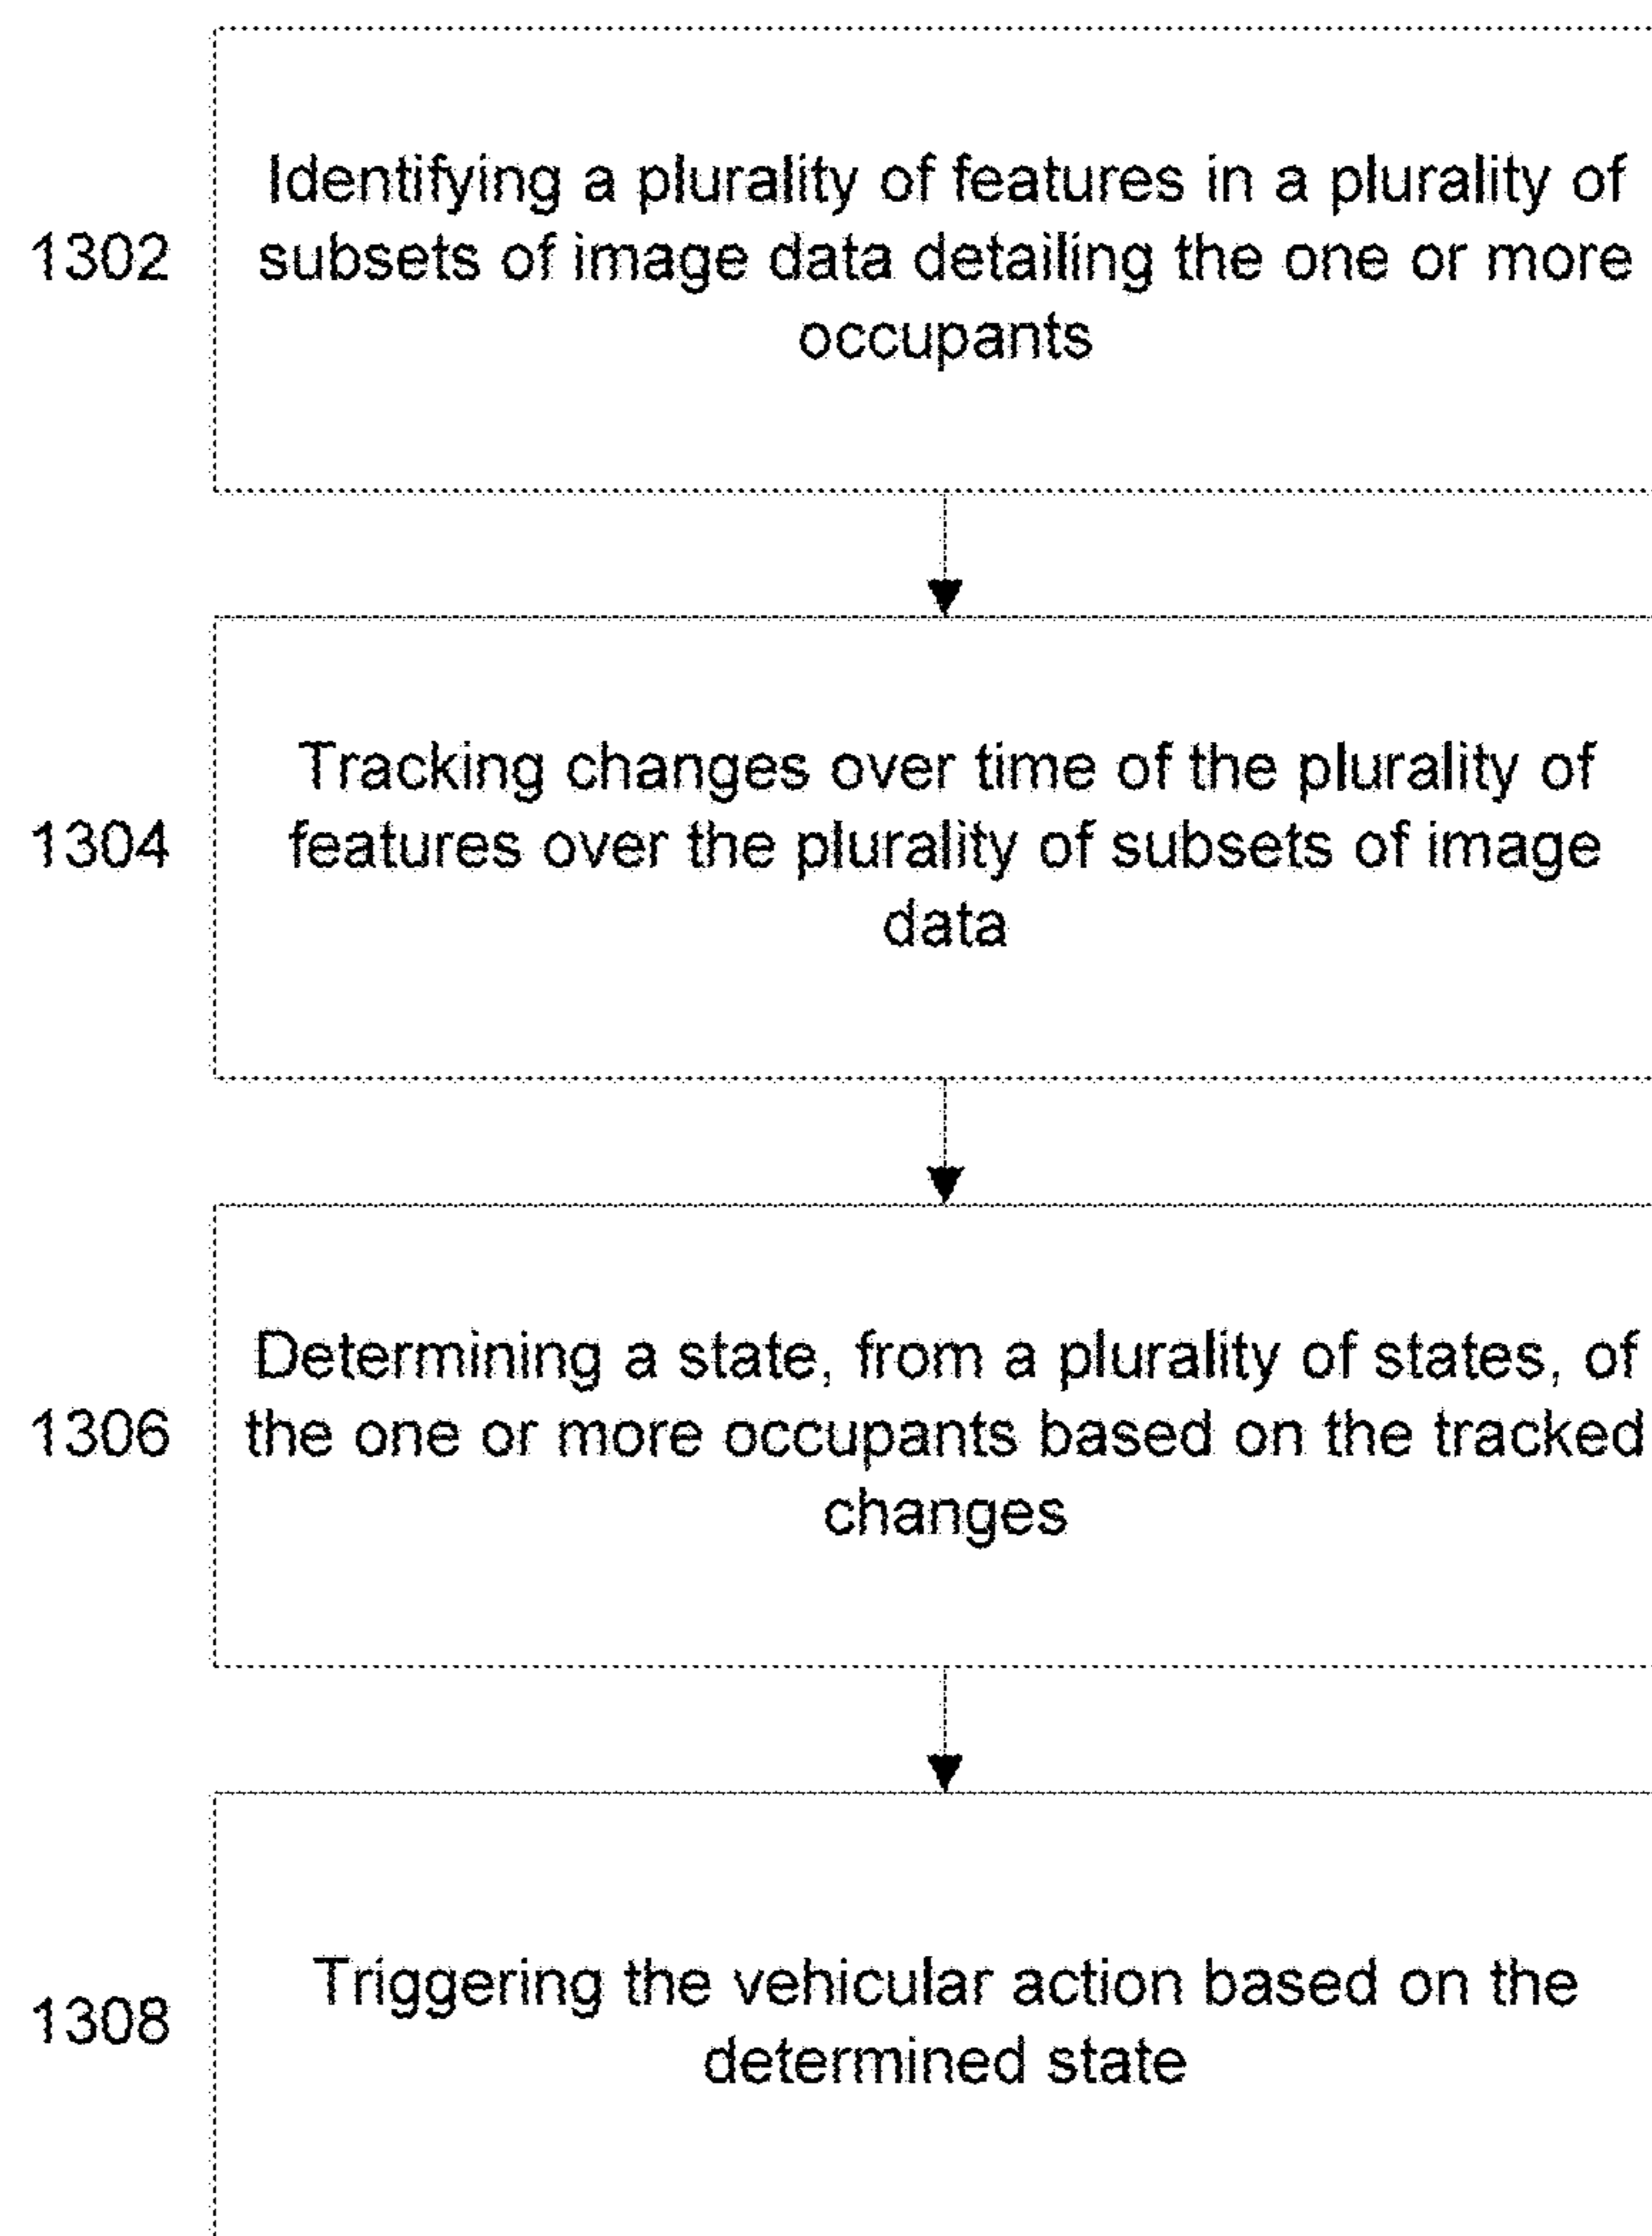 1302
Identifying a plurality of features in a plurality of
subsets of image data detailing the one or more
occupants
1304
Tracking changes over time of the plurality of
features over the plurality of subsets of image
data
1306
Determining a state, from a plurality of states, of
the one or more occupants based on the tracked
changes
1308
Triggering the vehicular action based on the
determined state